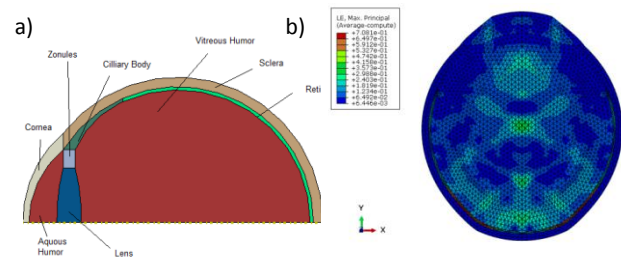 a)
b)
Zonules
Cilliary Body
Vitreous Humor
Sclera
Reti
Cornea
Aquous
Humor
Lens
LE, Max. Principal
(Average-compute)
+7.081e-01
+6.497e-01
+5.912e-01
+5.327e-01
+4.742e-01
+4.158e-01
+3.573e-01
+2.988e-01
+2.403e-01
+1.819e-01
+1.234e-01
+6.492e-02
+6.446e-03
Y
X